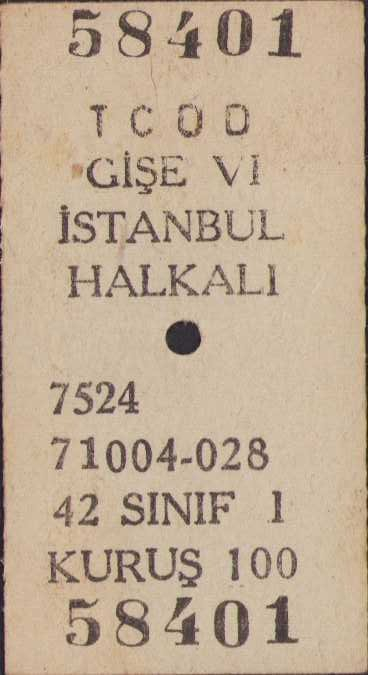 58401
TCDD
GİŞE VI
İSTANBUL
HALKALI
7524
71004-028
42 SINIF 1
KURUŞ 100
58401